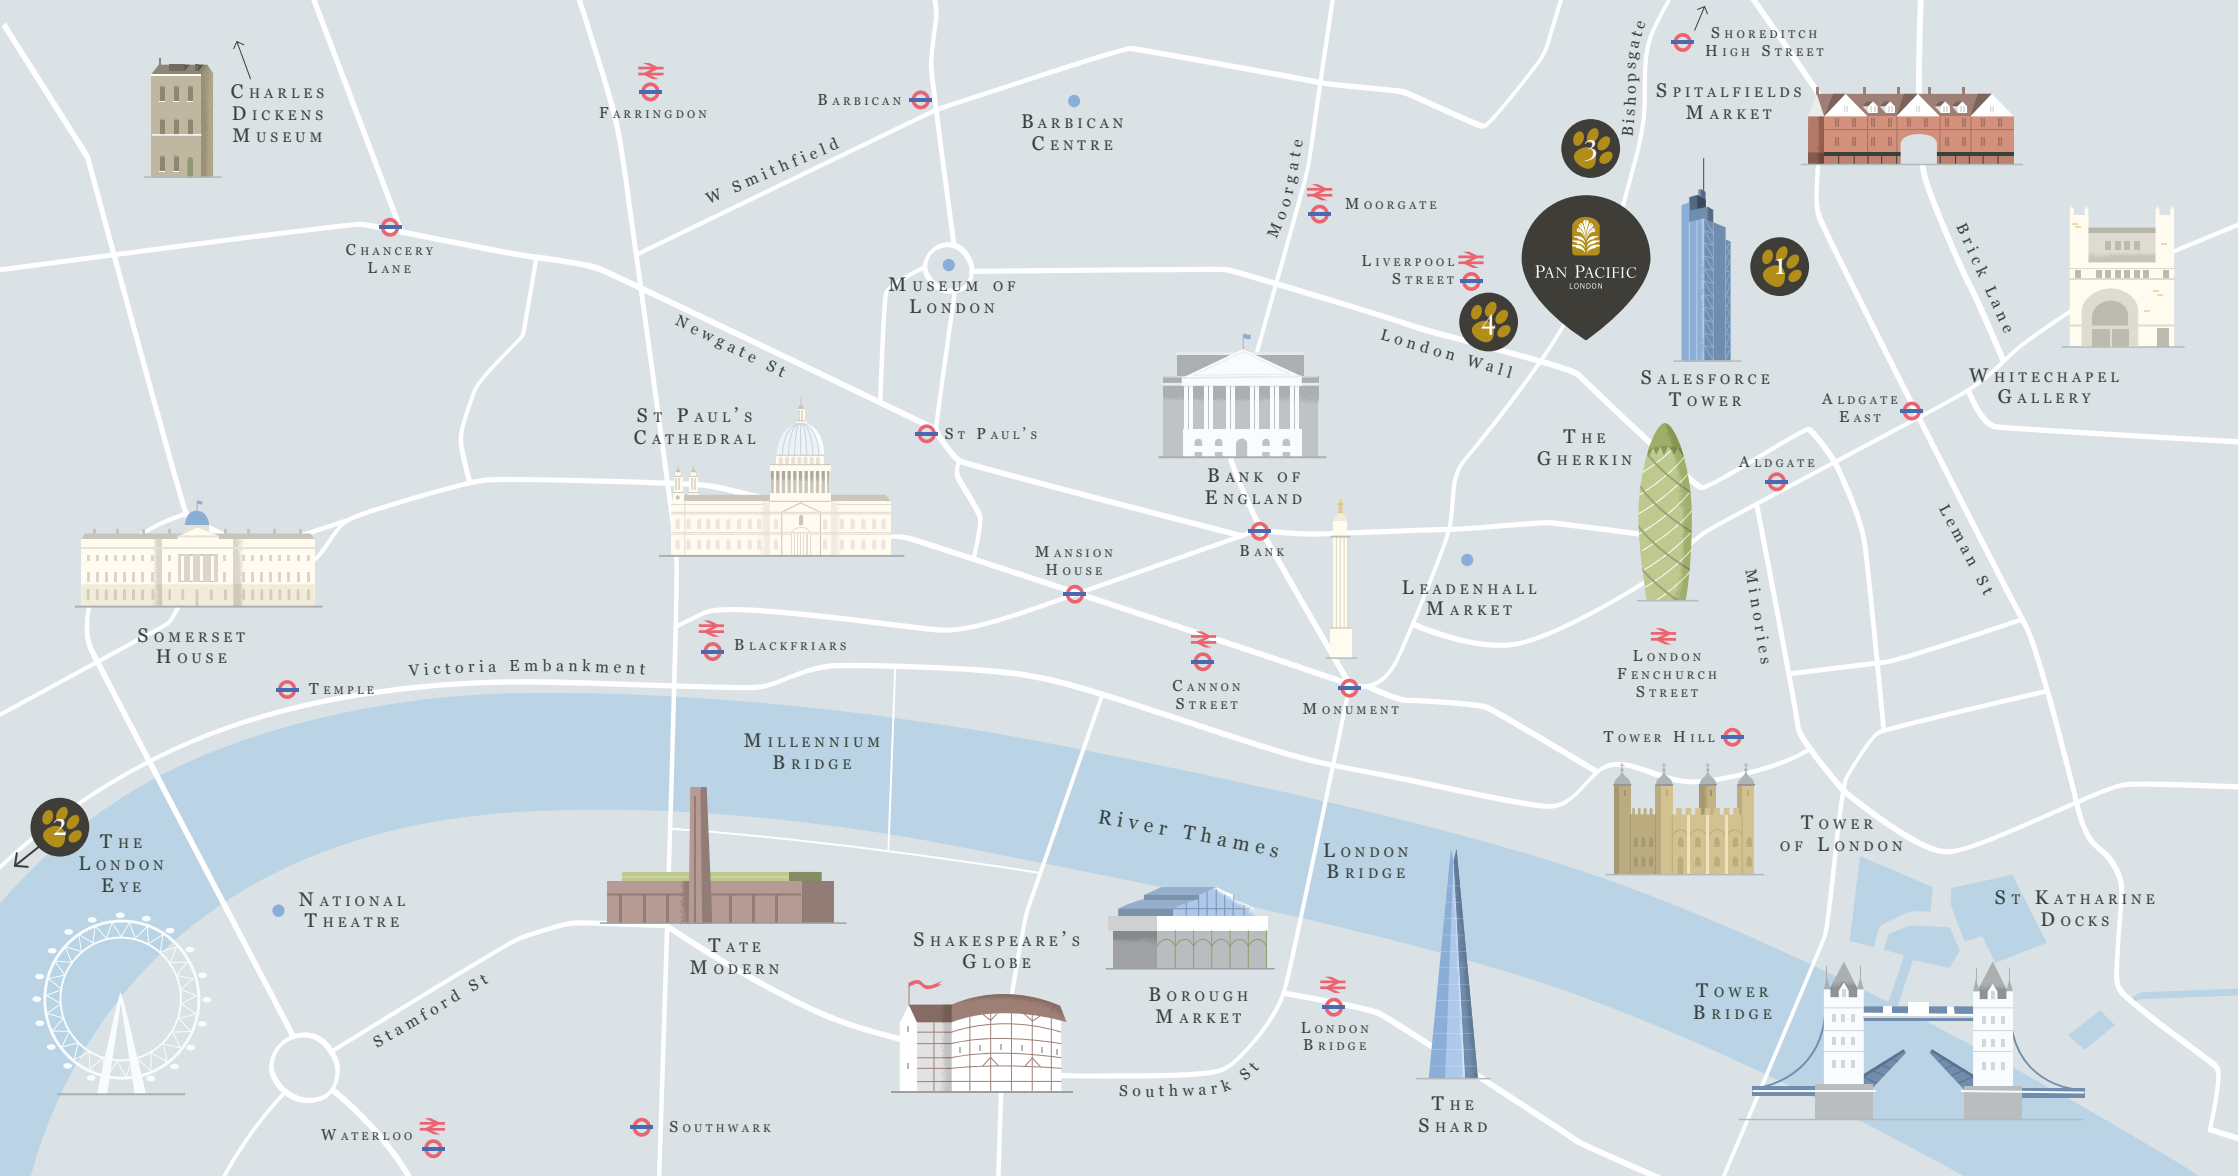 Charles
Dickens
Museum
Farringdon
Barbican
Barbican
Centre
W Smithfield
Moorgate
Moorgate
Bishopsgate
Shoreditch
High Street
Spitalfields
Market
3
Chancery
Lane
Museum of
London
Liverpool
Street
Pan Pacific
LONDON
1
4
Brick Lane
Newgate St
London Wall
Salesforce
Tower
Whitechapel
Gallery
Aldgate
East
St Paul's
Cathedral
St Paul's
Bank of
England
The
Gherkin
Aldgate
Leman St
Bank
Mansion
House
Leadenhall
Market
Minories
Somerset
House
Victoria Embankment
Temple
Blackfriars
Cannon
Street
Monument
London
Fenchurch
Street
Tower Hill
Millennium
Bridge
River Thames
2
The
London
Eye
London
Bridge
Tower
of London
National
Theatre
St Katharine
Docks
Tate
Modern
Shakespeare's
Globe
Borough
Market
Tower
Bridge
Stamford St
London
Bridge
Southwark St
The
Shard
Waterloo
Southwark